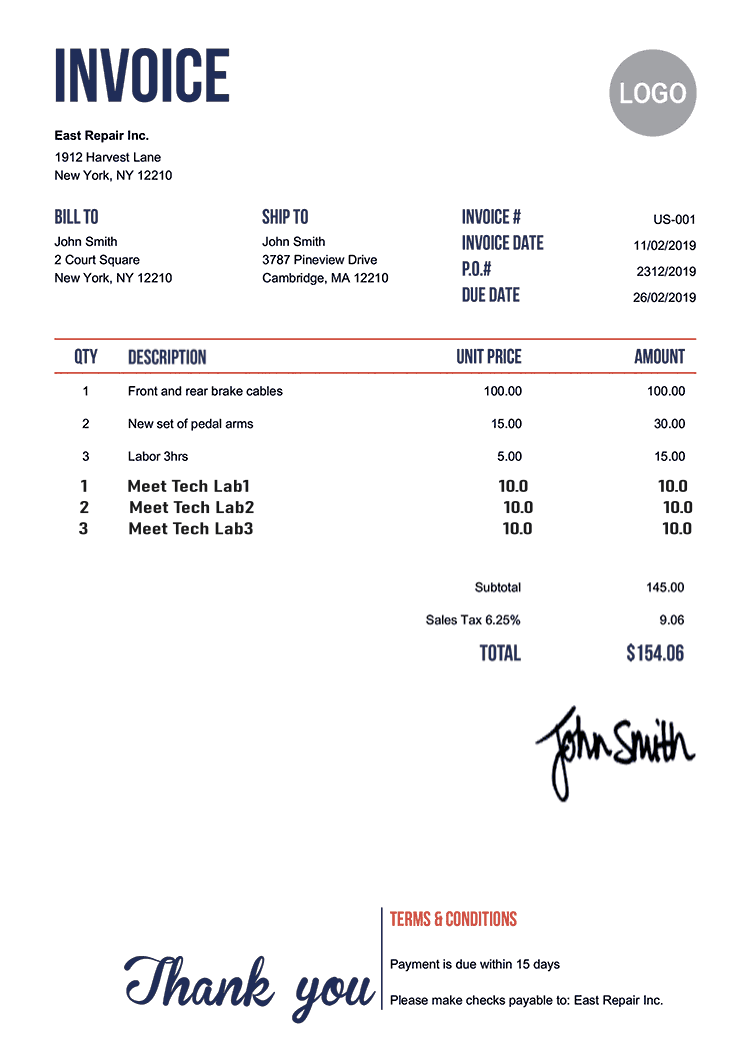 INVOICE
LOGO
East Repair Inc.
1912 Harvest Lane
New York, NY 12210
BILL TO SHIP TO INVOICE # US-001
John Smith John Smith INVOICE DATE 11/02/2019
2 Court Square 3787 Pineview Drive P.O.# 2312/2019
New York, NY 12210 Cambridge, MA 12210 DUE DATE 26/02/2019
QTY DESCRIPTION UNIT PRICE AMOUNT
1 Front and rear brake cables 100.00 100.00
2 New set of pedal arms 15.00 30.00
3 Labor 3hrs 5.00 15.00
1 Meet Tech Lab1 10.0 10.0
2 Meet Tech Lab2 10.0 10.0
3 Meet Tech Lab3 10.0 10.0
Subtotal 145.00
Sales Tax 6.25% 9.06
TOTAL $154.06
John Smith
TERMS & CONDITIONS
Thank you
Payment is due within 15 days
Please make checks payable to: East Repair Inc.